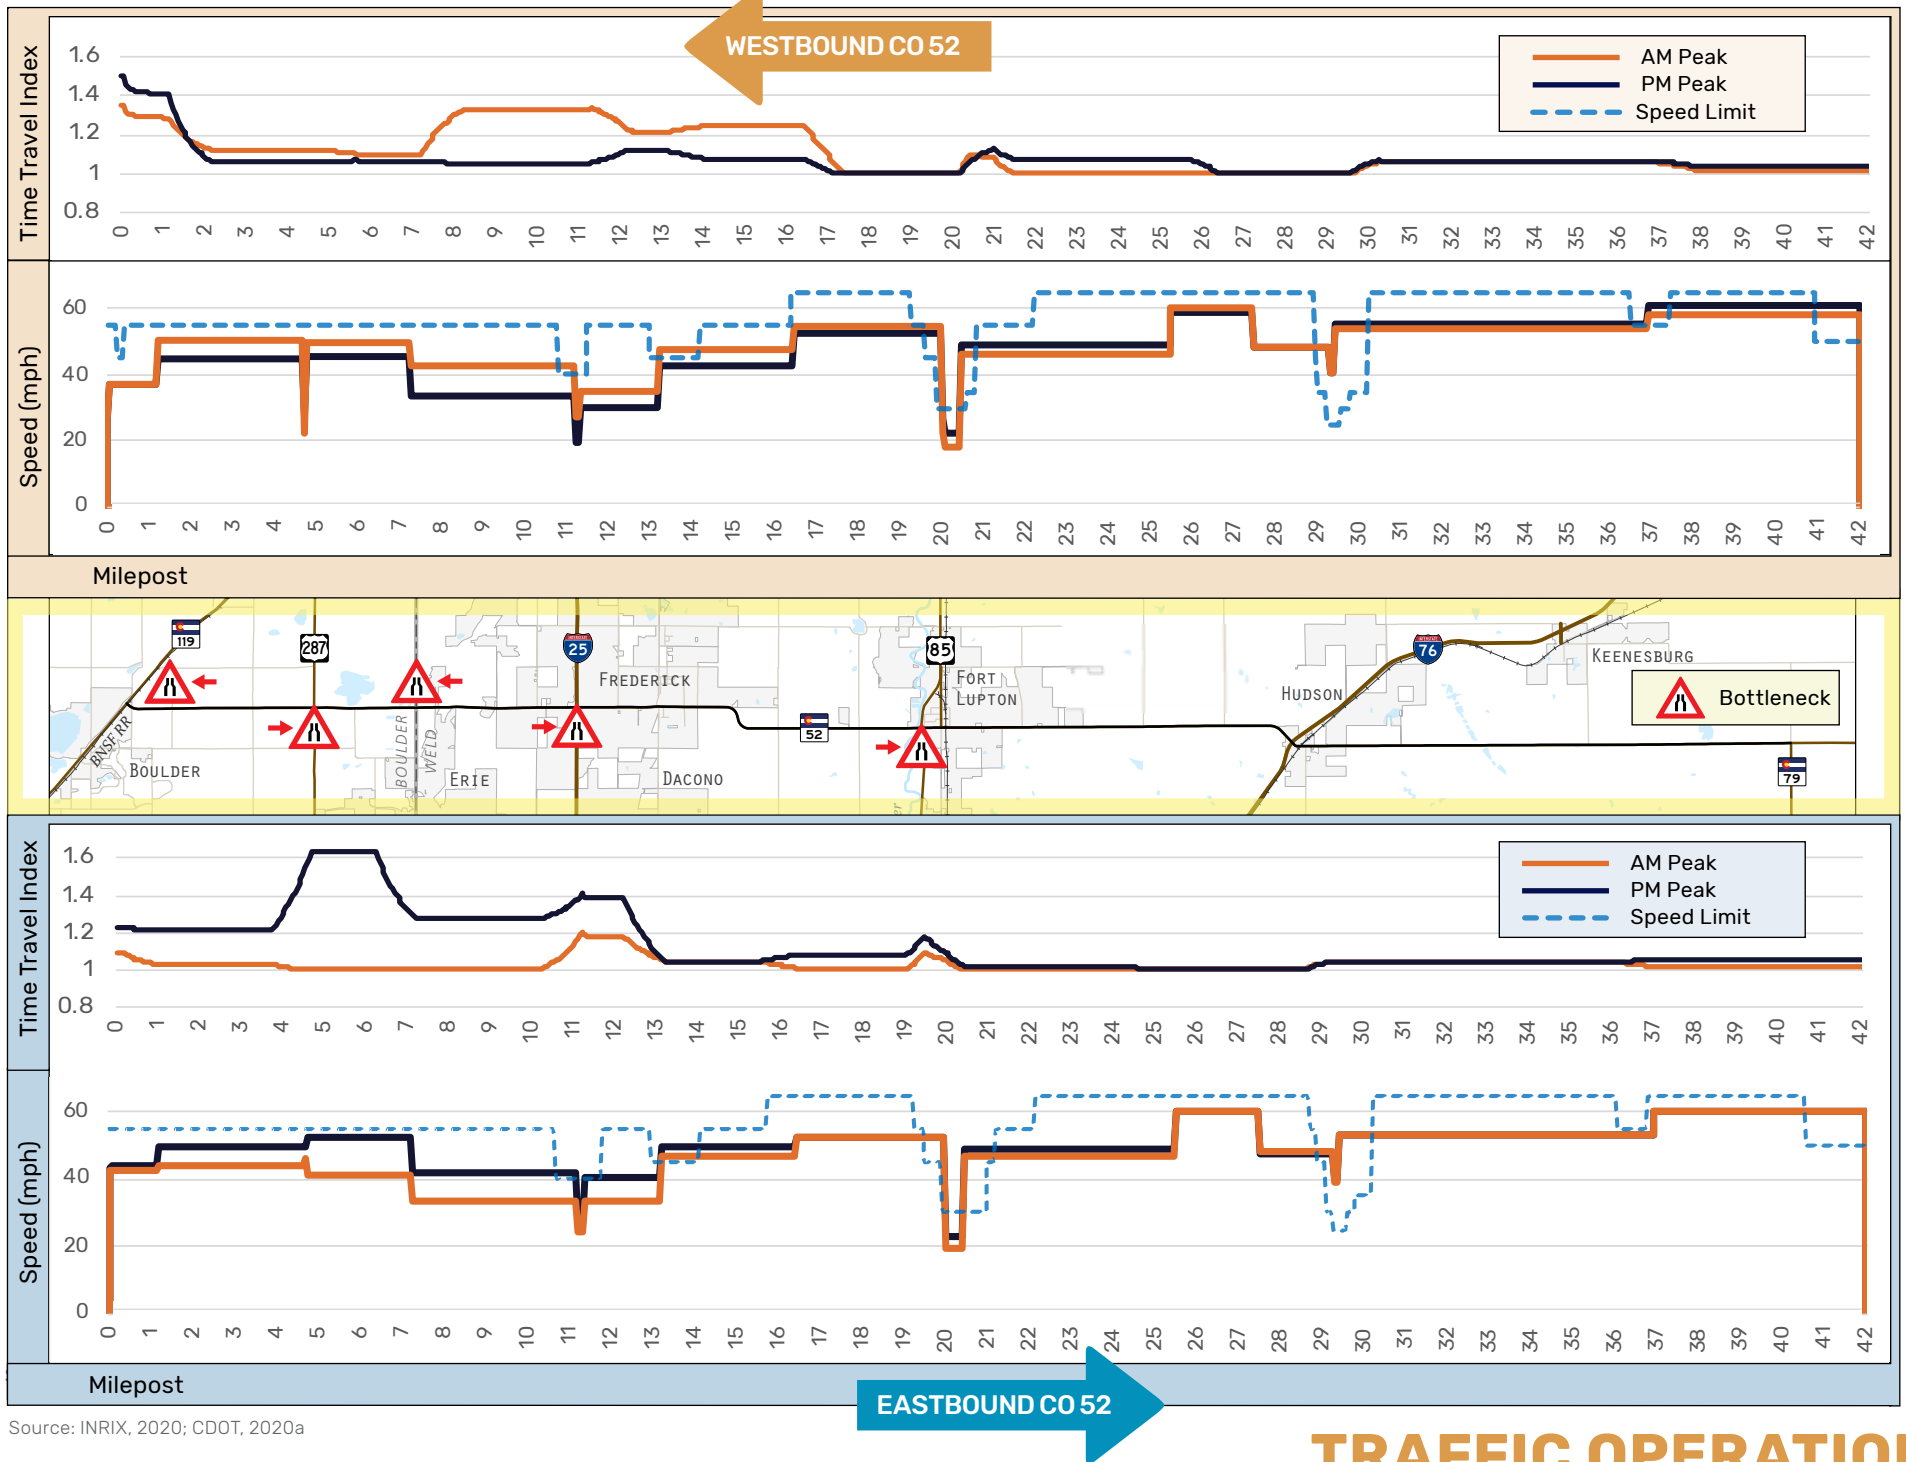 WESTBOUND CO 52
Time Travel Index
1.6
1.4
1.2
1
0.8
AM Peak
PM Peak
Speed Limit
0 1 2 3 4 5 6 7 8 9 10 11 12 13 14 15 16 17 18 19 20 21 22 23 24 25 26 27 28 29 30 31 32 33 34 35 36 37 38 39 40 41 42
Speed (mph)
60
40
20
0
0 1 2 3 4 5 6 7 8 9 10 11 12 13 14 15 16 17 18 19 20 21 22 23 24 25 26 27 28 29 30 31 32 33 34 35 36 37 38 39 40 41 42
Milepost
119
287
25
85
76
KEENESBURG
FREDERICK
FORT
LUPTON
HUDSON
Bottleneck
52
BNSF RR
BOULDER
BOULDER
WELD
ERIE
DACONO
79
er
Time Travel Index
1.6
1.4
1.2
1
0.8
AM Peak
PM Peak
Speed Limit
0 1 2 3 4 5 6 7 8 9 10 11 12 13 14 15 16 17 18 19 20 21 22 23 24 25 26 27 28 29 30 31 32 33 34 35 36 37 38 39 40 41 42
Speed (mph)
60
40
20
0
0 1 2 3 4 5 6 7 8 9 10 11 12 13 14 15 16 17 18 19 20 21 22 23 24 25 26 27 28 29 30 31 32 33 34 35 36 37 38 39 40 41 42
Milepost
EASTBOUND CO 52
Source: INRIX, 2020; CDOT, 2020a
TRAFFIC OPERATIO